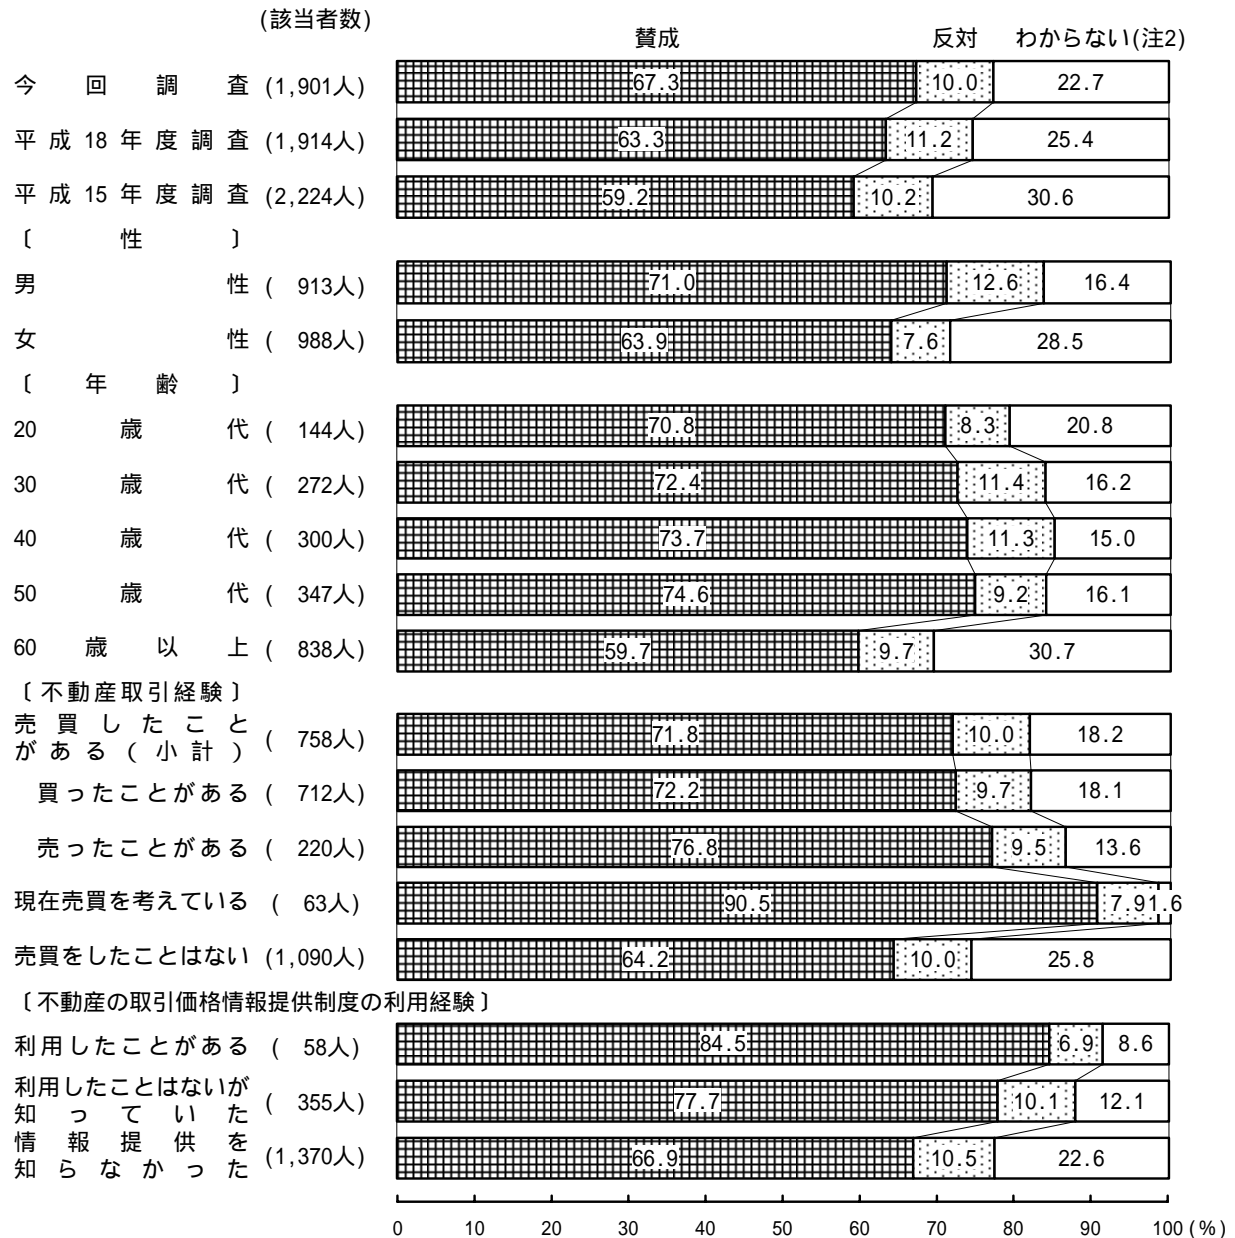 (該当者数)
賛成 反対 わからない(注2)
今回調査 (1,901人) 67.3 10.0 22.7
平成18年度調査 (1,914人) 63.3 11.2 25.4
平成15年度調査 (2,224人) 59.2 10.2 30.6
〔性〕
男性 ( 913人) 71.0 12.6 16.4
女性 ( 988人) 63.9 7.6 28.5
〔年齢〕
20歳代 ( 144人) 70.8 8.3 20.8
30歳代 ( 272人) 72.4 11.4 16.2
40歳代 ( 300人) 73.7 11.3 15.0
50歳代 ( 347人) 74.6 9.2 16.1
60歳以上 ( 838人) 59.7 9.7 30.7
〔不動産取引経験〕
売買したこと
がある(小計) ( 758人) 71.8 10.0 18.2
買ったことがある ( 712人) 72.2 9.7 18.1
売ったことがある ( 220人) 76.8 9.5 13.6
現在売買を考えている ( 63人) 90.5 7.9 1.6
売買をしたことはない (1,090人) 64.2 10.0 25.8
〔不動産の取引価格情報提供制度の利用経験〕
利用したことがある ( 58人) 84.5 6.9 8.6
利用したことはないが
知っていた ( 355人) 77.7 10.1 12.1
情報提供を
知らなかった (1,370人) 66.9 10.5 22.6
0 10 20 30 40 50 60 70 80 90 100 (%)